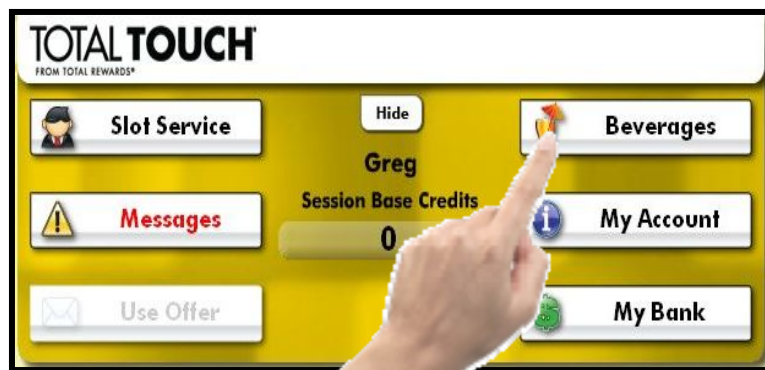 TOTAL TOUCH
FROM TOTAL REWARDS®
Slot Service
Hide
Beverages
Greg
Messages
Session Base Credits
My Account
0
Use Offer
My Bank